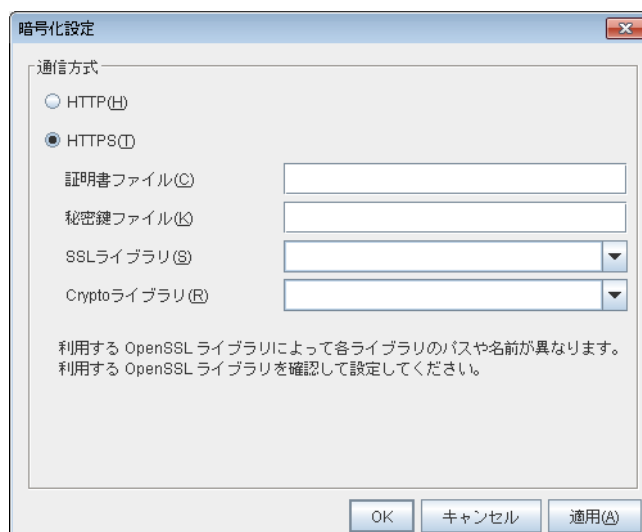 暗号化設定
通信方式
HTTP(H)
HTTPS(T)
証明書ファイル(C)
秘密鍵ファイル(K)
SSLライブラリ(S)
Cryptoライブラリ(R)
利用する OpenSSL ライブラリによって各ライブラリのパスや名前が異なります。
利用する OpenSSL ライブラリを確認して設定してください。
OK キャンセル 適用(A)